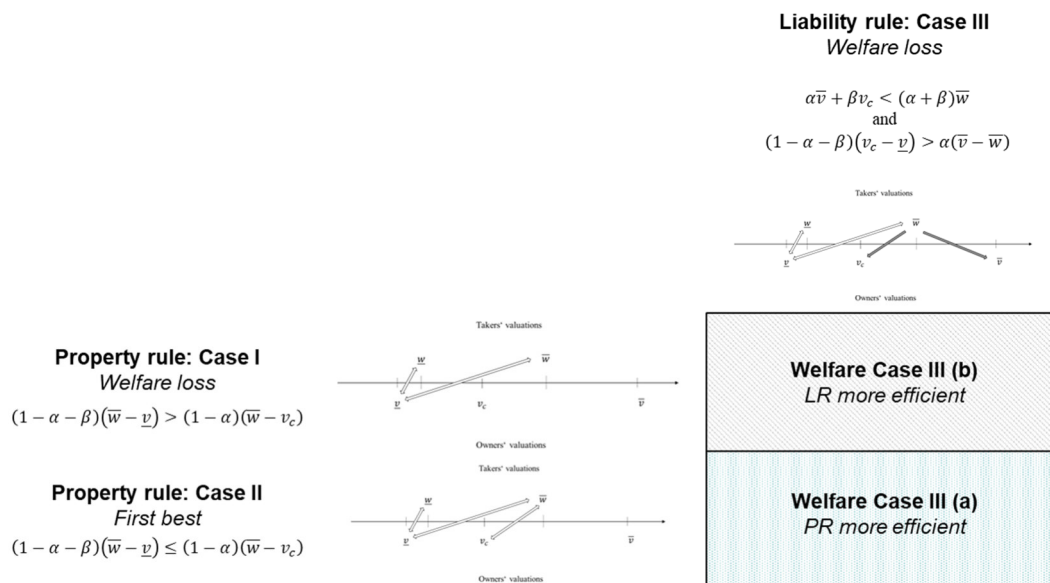 Liability rule: Case III
Welfare loss
αv̅ + βv_c < (α + β)w̅
and
(1 − α − β)(v_c − v̲) > α(v̅ − w̅)
Takers' valuations
w̲ w̅
v̲ v_c v̅
Owners' valuations
Property rule: Case I
Welfare loss
(1 − α − β)(w̅ − v̲) > (1 − α)(w̅ − v_c)
Takers' valuations
w̲ w̅
v̲ v_c v̅
Owners' valuations
Welfare Case III (b)
LR more efficient
Property rule: Case II
First best
(1 − α − β)(w̅ − v̲) ≤ (1 − α)(w̅ − v_c)
Takers' valuations
w̲ w̅
v̲ v_c v̅
Owners' valuations
Welfare Case III (a)
PR more efficient